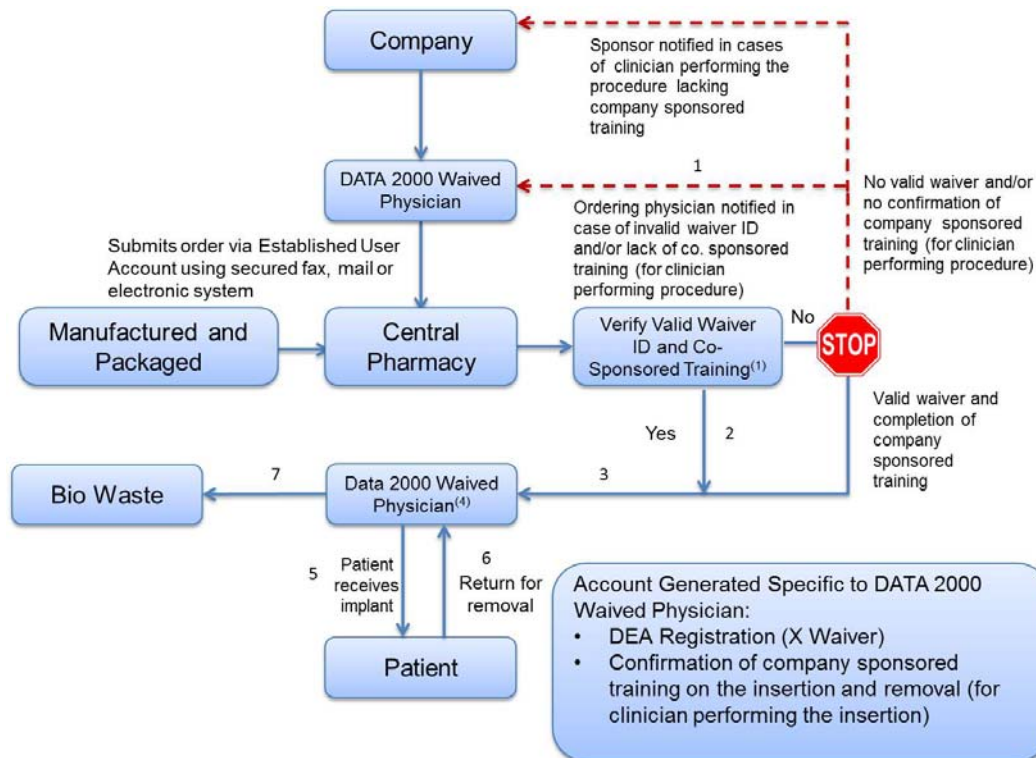 Company
Sponsor notified in cases
of clinician performing the
procedure lacking
company sponsored
training
DATA 2000 Waived
Physician
1
No valid waiver and/or
no confirmation of
company sponsored
training (for clinician
performing procedure)
Ordering physician notified in
case of invalid waiver ID
and/or lack of co. sponsored
training (for clinician
performing procedure)
Submits order via Established User
Account using secured fax, mail or
electronic system
Manufactured and
Packaged
Central
Pharmacy
Verify Valid Waiver
ID and Co-
Sponsored Training(1)
No
STOP
Valid waiver and
completion of
company
sponsored
training
Yes
2
3
Bio Waste
7
Data 2000 Waived
Physician(4)
5
Patient
receives
implant
6
Return for
removal
Patient
Account Generated Specific to DATA 2000
Waived Physician:
• DEA Registration (X Waiver)
• Confirmation of company sponsored
training on the insertion and removal (for
clinician performing the insertion)